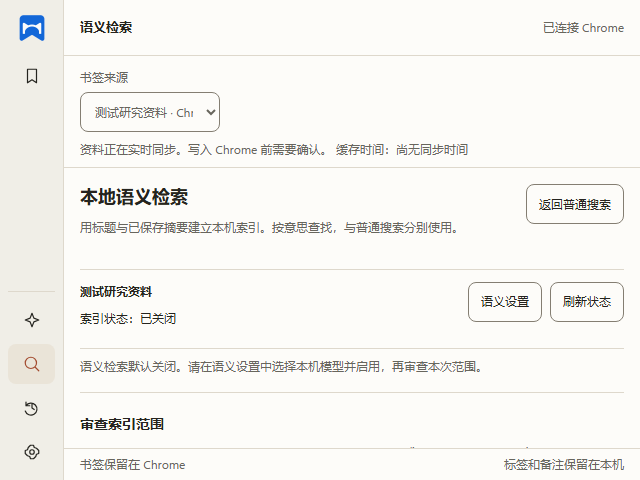 语义检索
已连接 Chrome
书签来源
测试研究资料 · Chr
资料正在实时同步。写入 Chrome 前需要确认。 缓存时间：尚无同步时间
本地语义检索
返回普通搜索
用标题与已保存摘要建立本机索引。按意思查找，与普通搜索分别使用。
测试研究资料
语义设置
刷新状态
索引状态：已关闭
语义检索默认关闭。请在语义设置中选择本机模型并启用，再审查本次范围。
审查索引范围
书签保留在 Chrome
标签和备注保留在本机